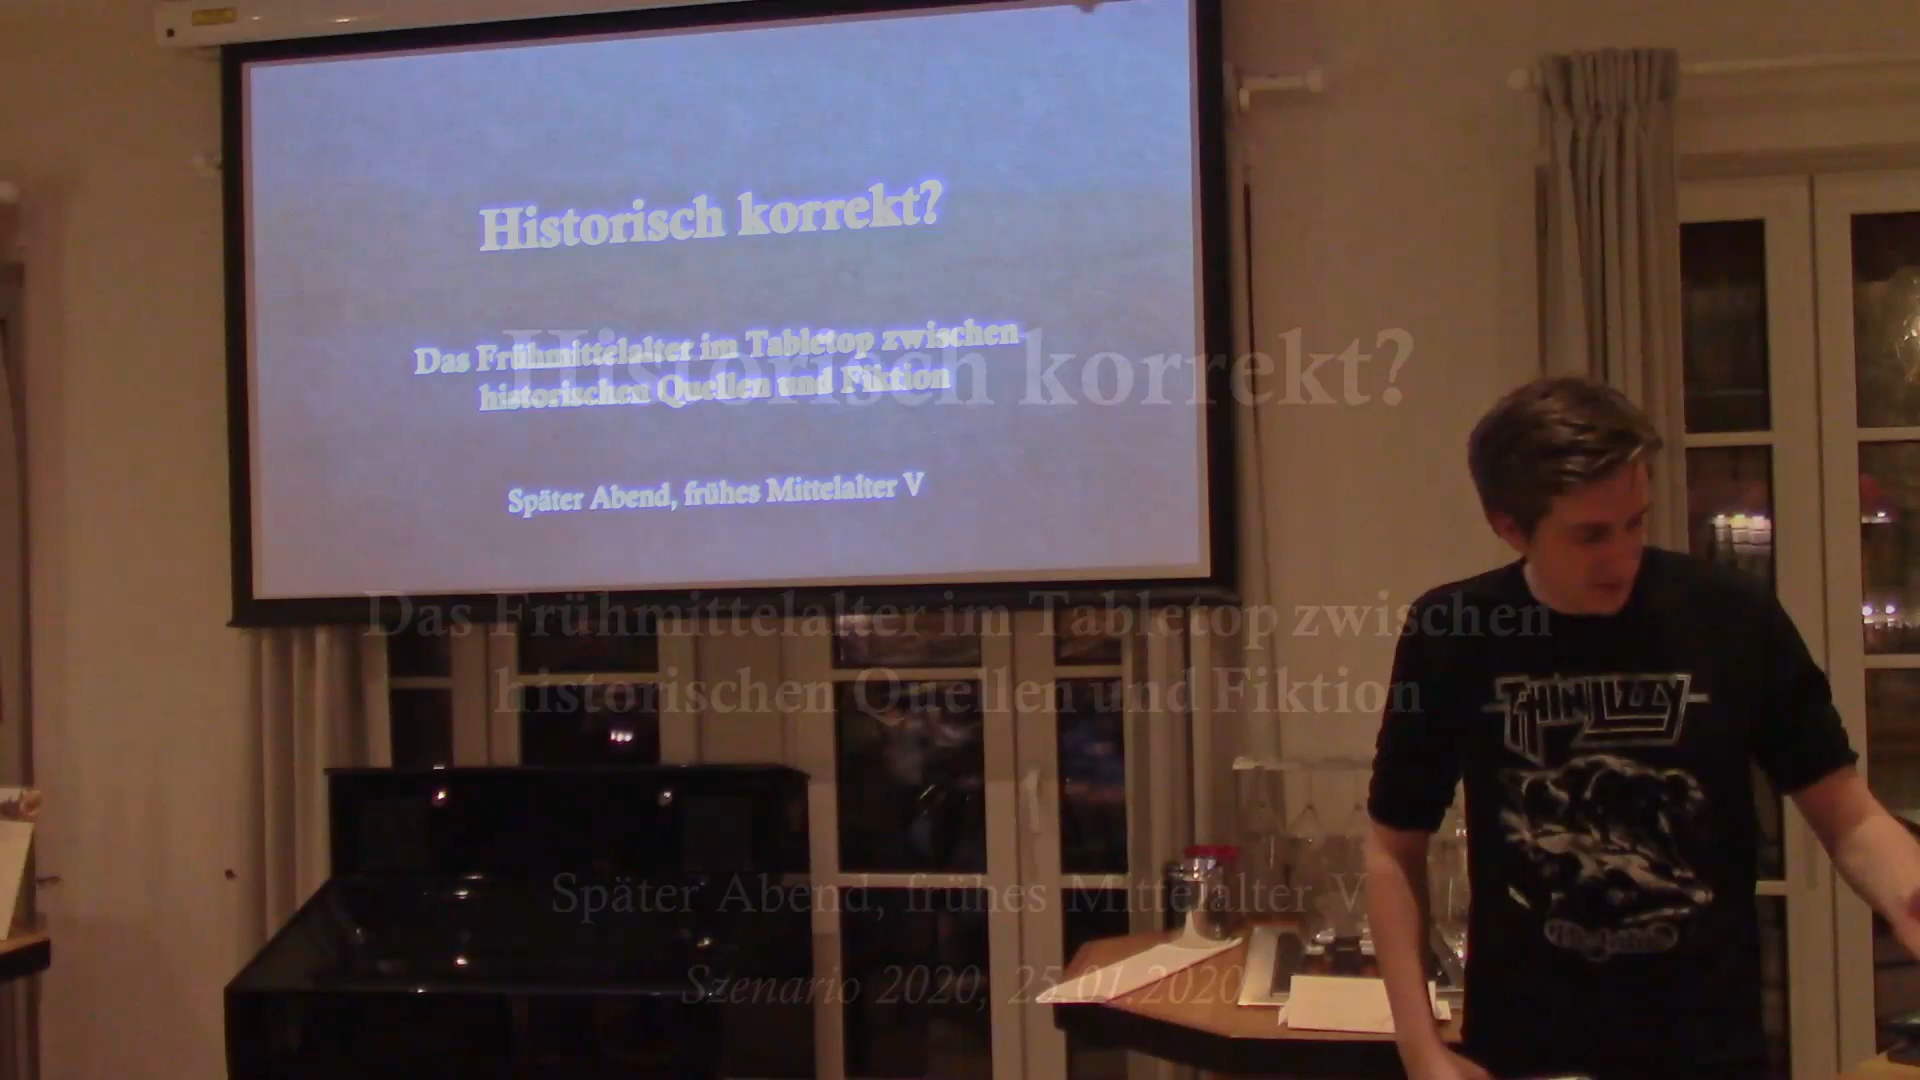 Historisch korrekt?
Das Frühmittelalter im Tabletop zwischen
historischen Quellen und Fiktion
Später Abend, frühes Mittelalter V
Historisch korrekt?
Das Frühmittelalter im Tabletop zwischen
historischen Quellen und Fiktion
Später Abend, frühes Mittelalter V
Szenario 2020, 25.01.2020
THIN LIZZY